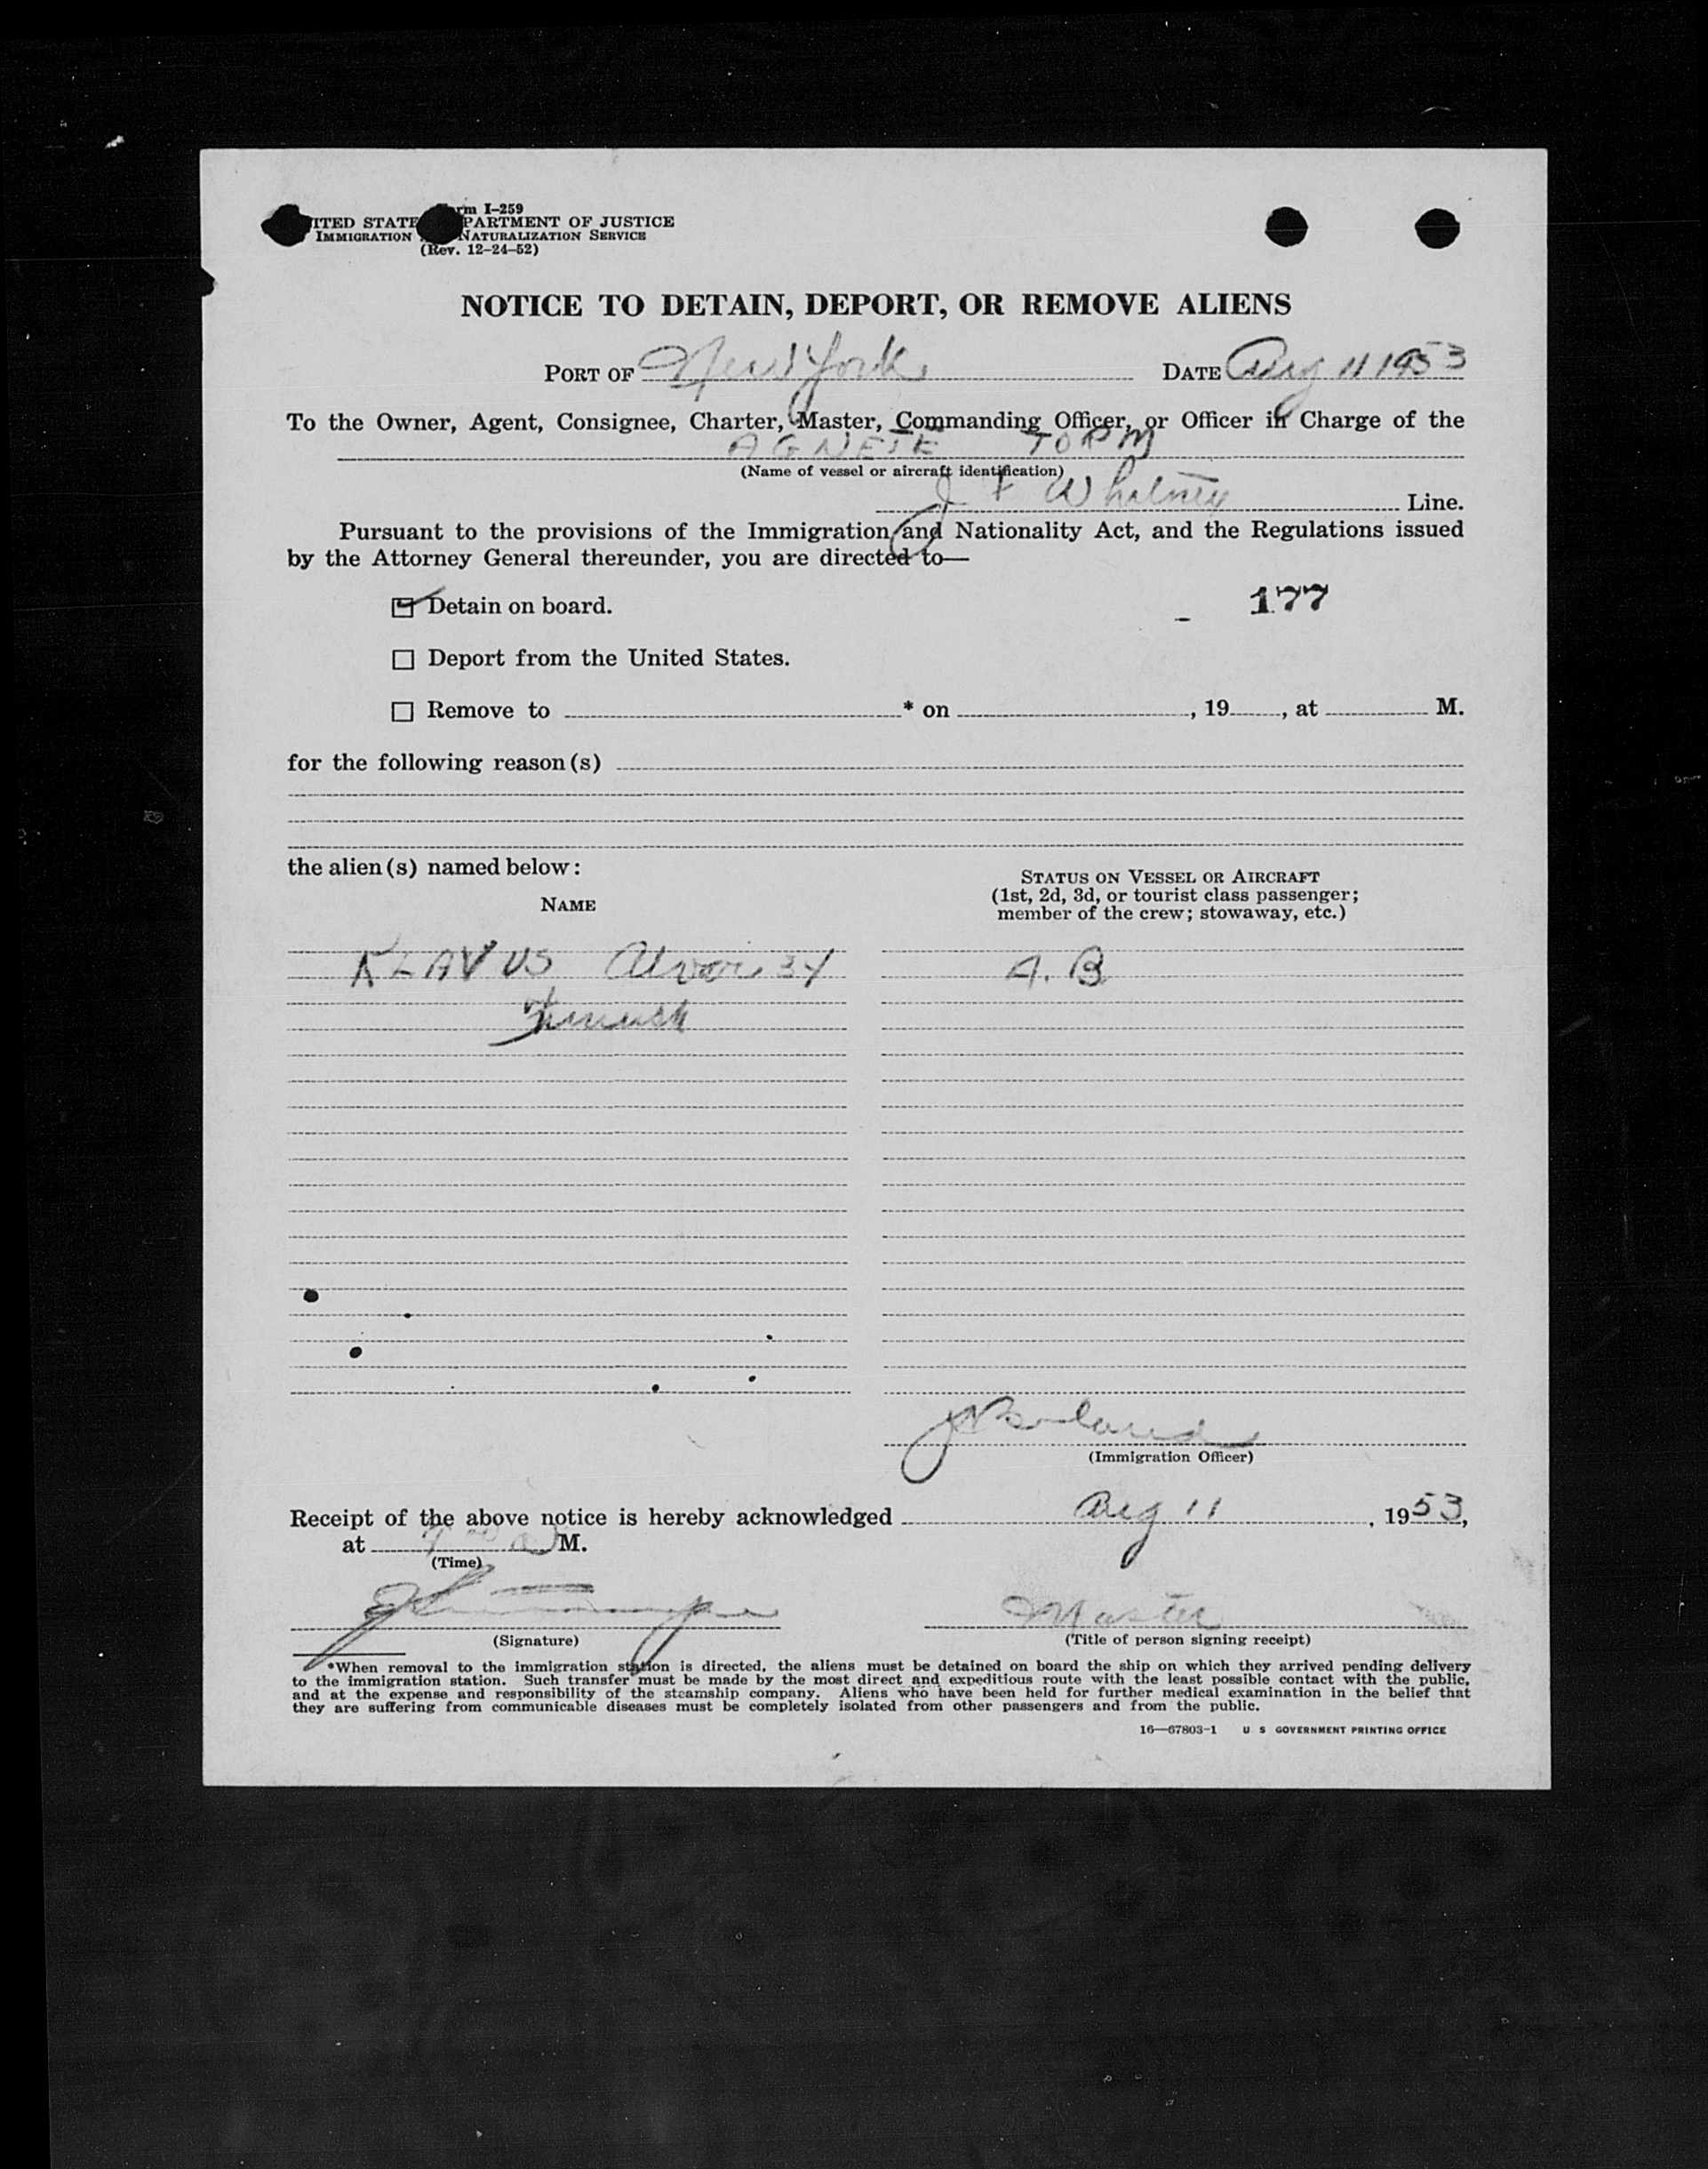 Form I-259
UNITED STATES DEPARTMENT OF JUSTICE
IMMIGRATION AND NATURALIZATION SERVICE
(Rev. 12-24-52)
NOTICE TO DETAIN, DEPORT, OR REMOVE ALIENS
PORT OF New York DATE Aug 11 1953
To the Owner, Agent, Consignee, Charter, Master, Commanding Officer, or Officer in Charge of the
AGNETE TORM
(Name of vessel or aircraft identification)
J F Whitney Line.
Pursuant to the provisions of the Immigration and Nationality Act, and the Regulations issued
by the Attorney General thereunder, you are directed to—
Detain on board. 177
Deport from the United States.
Remove to * on , 19 , at M.
for the following reason(s)
the alien(s) named below:
NAME
STATUS ON VESSEL OR AIRCRAFT
(1st, 2d, 3d, or tourist class passenger;
member of the crew; stowaway, etc.)
KLAVUS 34 A.B
(Immigration Officer)
Receipt of the above notice is hereby acknowledged Aug 11, 1953,
at M.
(Time)
Master
(Signature) (Title of person signing receipt)
*When removal to the immigration station is directed, the aliens must be detained on board the ship on which they arrived pending delivery
to the immigration station. Such transfer must be made by the most direct and expeditious route with the least possible contact with the public,
and at the expense and responsibility of the steamship company. Aliens who have been held for further medical examination in the belief that
they are suffering from communicable diseases must be completely isolated from other passengers and from the public.
16—67803-1 U S GOVERNMENT PRINTING OFFICE